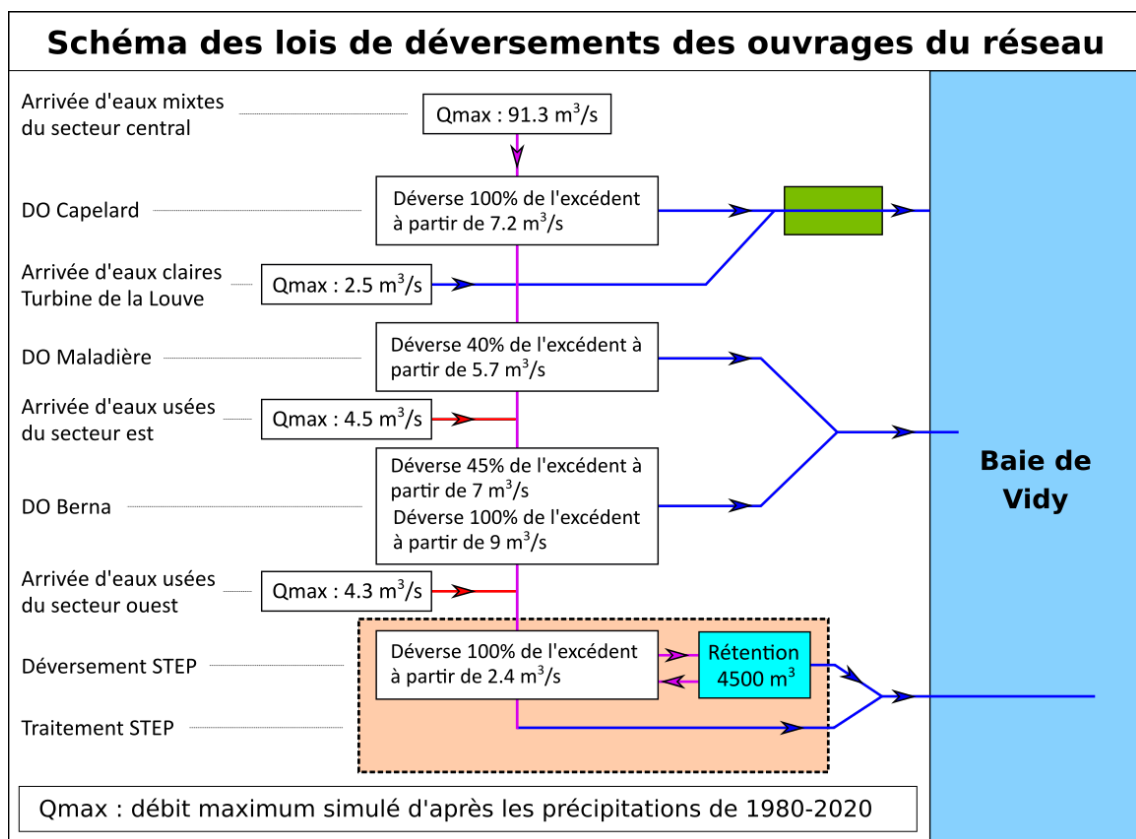 Schéma des lois de déversements des ouvrages du réseau
Arrivée d'eaux mixtes
du secteur central
Qmax : 91.3 m³/s
DO Capelard
Déverse 100% de l'excédent
à partir de 7.2 m³/s
Arrivée d'eaux claires
Turbine de la Louve
Qmax : 2.5 m³/s
DO Maladière
Déverse 40% de l'excédent à
partir de 5.7 m³/s
Arrivée d'eaux usées
du secteur est
Qmax : 4.5 m³/s
DO Berna
Déverse 45% de l'excédent à
partir de 7 m³/s
Déverse 100% de l'excédent
à partir de 9 m³/s
Baie de
Vidy
Arrivée d'eaux usées
du secteur ouest
Qmax : 4.3 m³/s
Déversement STEP
Déverse 100% de l'excédent
à partir de 2.4 m³/s
Rétention
4500 m³
Traitement STEP
Qmax : débit maximum simulé d'après les précipitations de 1980-2020